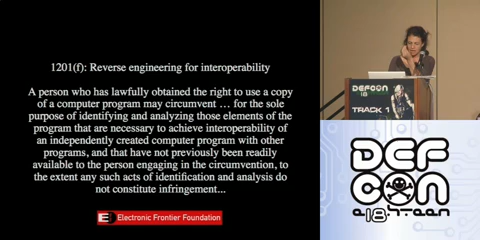 1201(f): Reverse engineering for interoperability
A person who has lawfully obtained the right to use a copy
of a computer program may circumvent … for the sole
purpose of identifying and analyzing those elements of the
program that are necessary to achieve interoperability of
an independently created computer program with other
programs, and that have not previously been readily
available to the person engaging in the circumvention, to
the extent any such acts of identification and analysis do
not constitute infringement...
Electronic Frontier Foundation
DEFCON
18
TRACK 1
DEF
CON
18